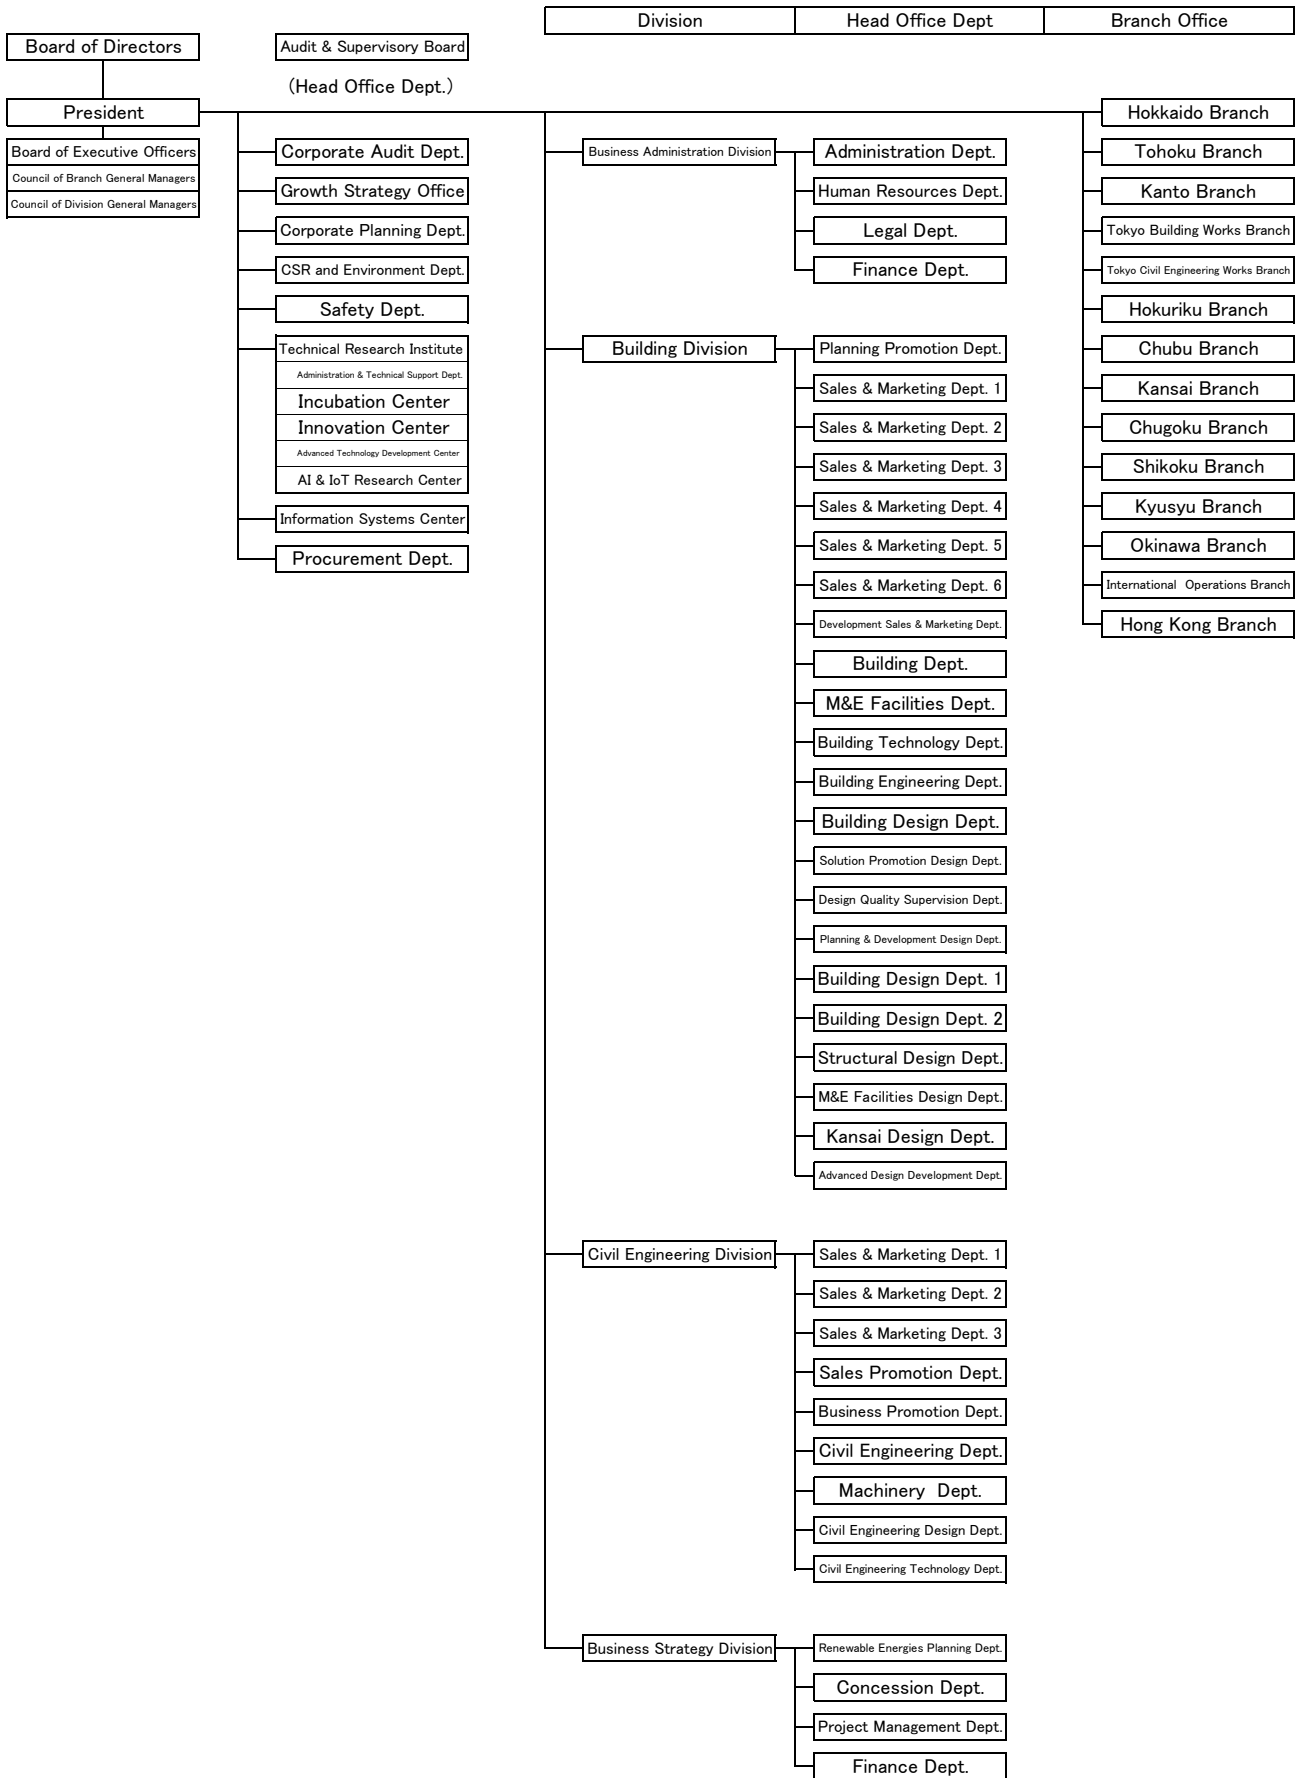 Division
Head Office Dept
Branch Office
Board of Directors
Audit & Supervisory Board
(Head Office Dept.)
President
Board of Executive Officers
Council of Branch General Managers
Council of Division General Managers
Corporate Audit Dept.
Growth Strategy Office
Corporate Planning Dept.
CSR and Environment Dept.
Safety Dept.
Technical Research Institute
Administration & Technical Support Dept.
Incubation Center
Innovation Center
Advanced Technology Development Center
AI & IoT Research Center
Information Systems Center
Procurement Dept.
Business Administration Division
Administration Dept.
Human Resources Dept.
Legal Dept.
Finance Dept.
Building Division
Planning Promotion Dept.
Sales & Marketing Dept. 1
Sales & Marketing Dept. 2
Sales & Marketing Dept. 3
Sales & Marketing Dept. 4
Sales & Marketing Dept. 5
Sales & Marketing Dept. 6
Development Sales & Marketing Dept.
Building Dept.
M&E Facilities Dept.
Building Technology Dept.
Building Engineering Dept.
Building Design Dept.
Solution Promotion Design Dept.
Design Quality Supervision Dept.
Planning & Development Design Dept.
Building Design Dept. 1
Building Design Dept. 2
Structural Design Dept.
M&E Facilities Design Dept.
Kansai Design Dept.
Advanced Design Development Dept.
Civil Engineering Division
Sales & Marketing Dept. 1
Sales & Marketing Dept. 2
Sales & Marketing Dept. 3
Sales Promotion Dept.
Business Promotion Dept.
Civil Engineering Dept.
Machinery Dept.
Civil Engineering Design Dept.
Civil Engineering Technology Dept.
Business Strategy Division
Renewable Energies Planning Dept.
Concession Dept.
Project Management Dept.
Finance Dept.
Hokkaido Branch
Tohoku Branch
Kanto Branch
Tokyo Building Works Branch
Tokyo Civil Engineering Works Branch
Hokuriku Branch
Chubu Branch
Kansai Branch
Chugoku Branch
Shikoku Branch
Kyusyu Branch
Okinawa Branch
International Operations Branch
Hong Kong Branch